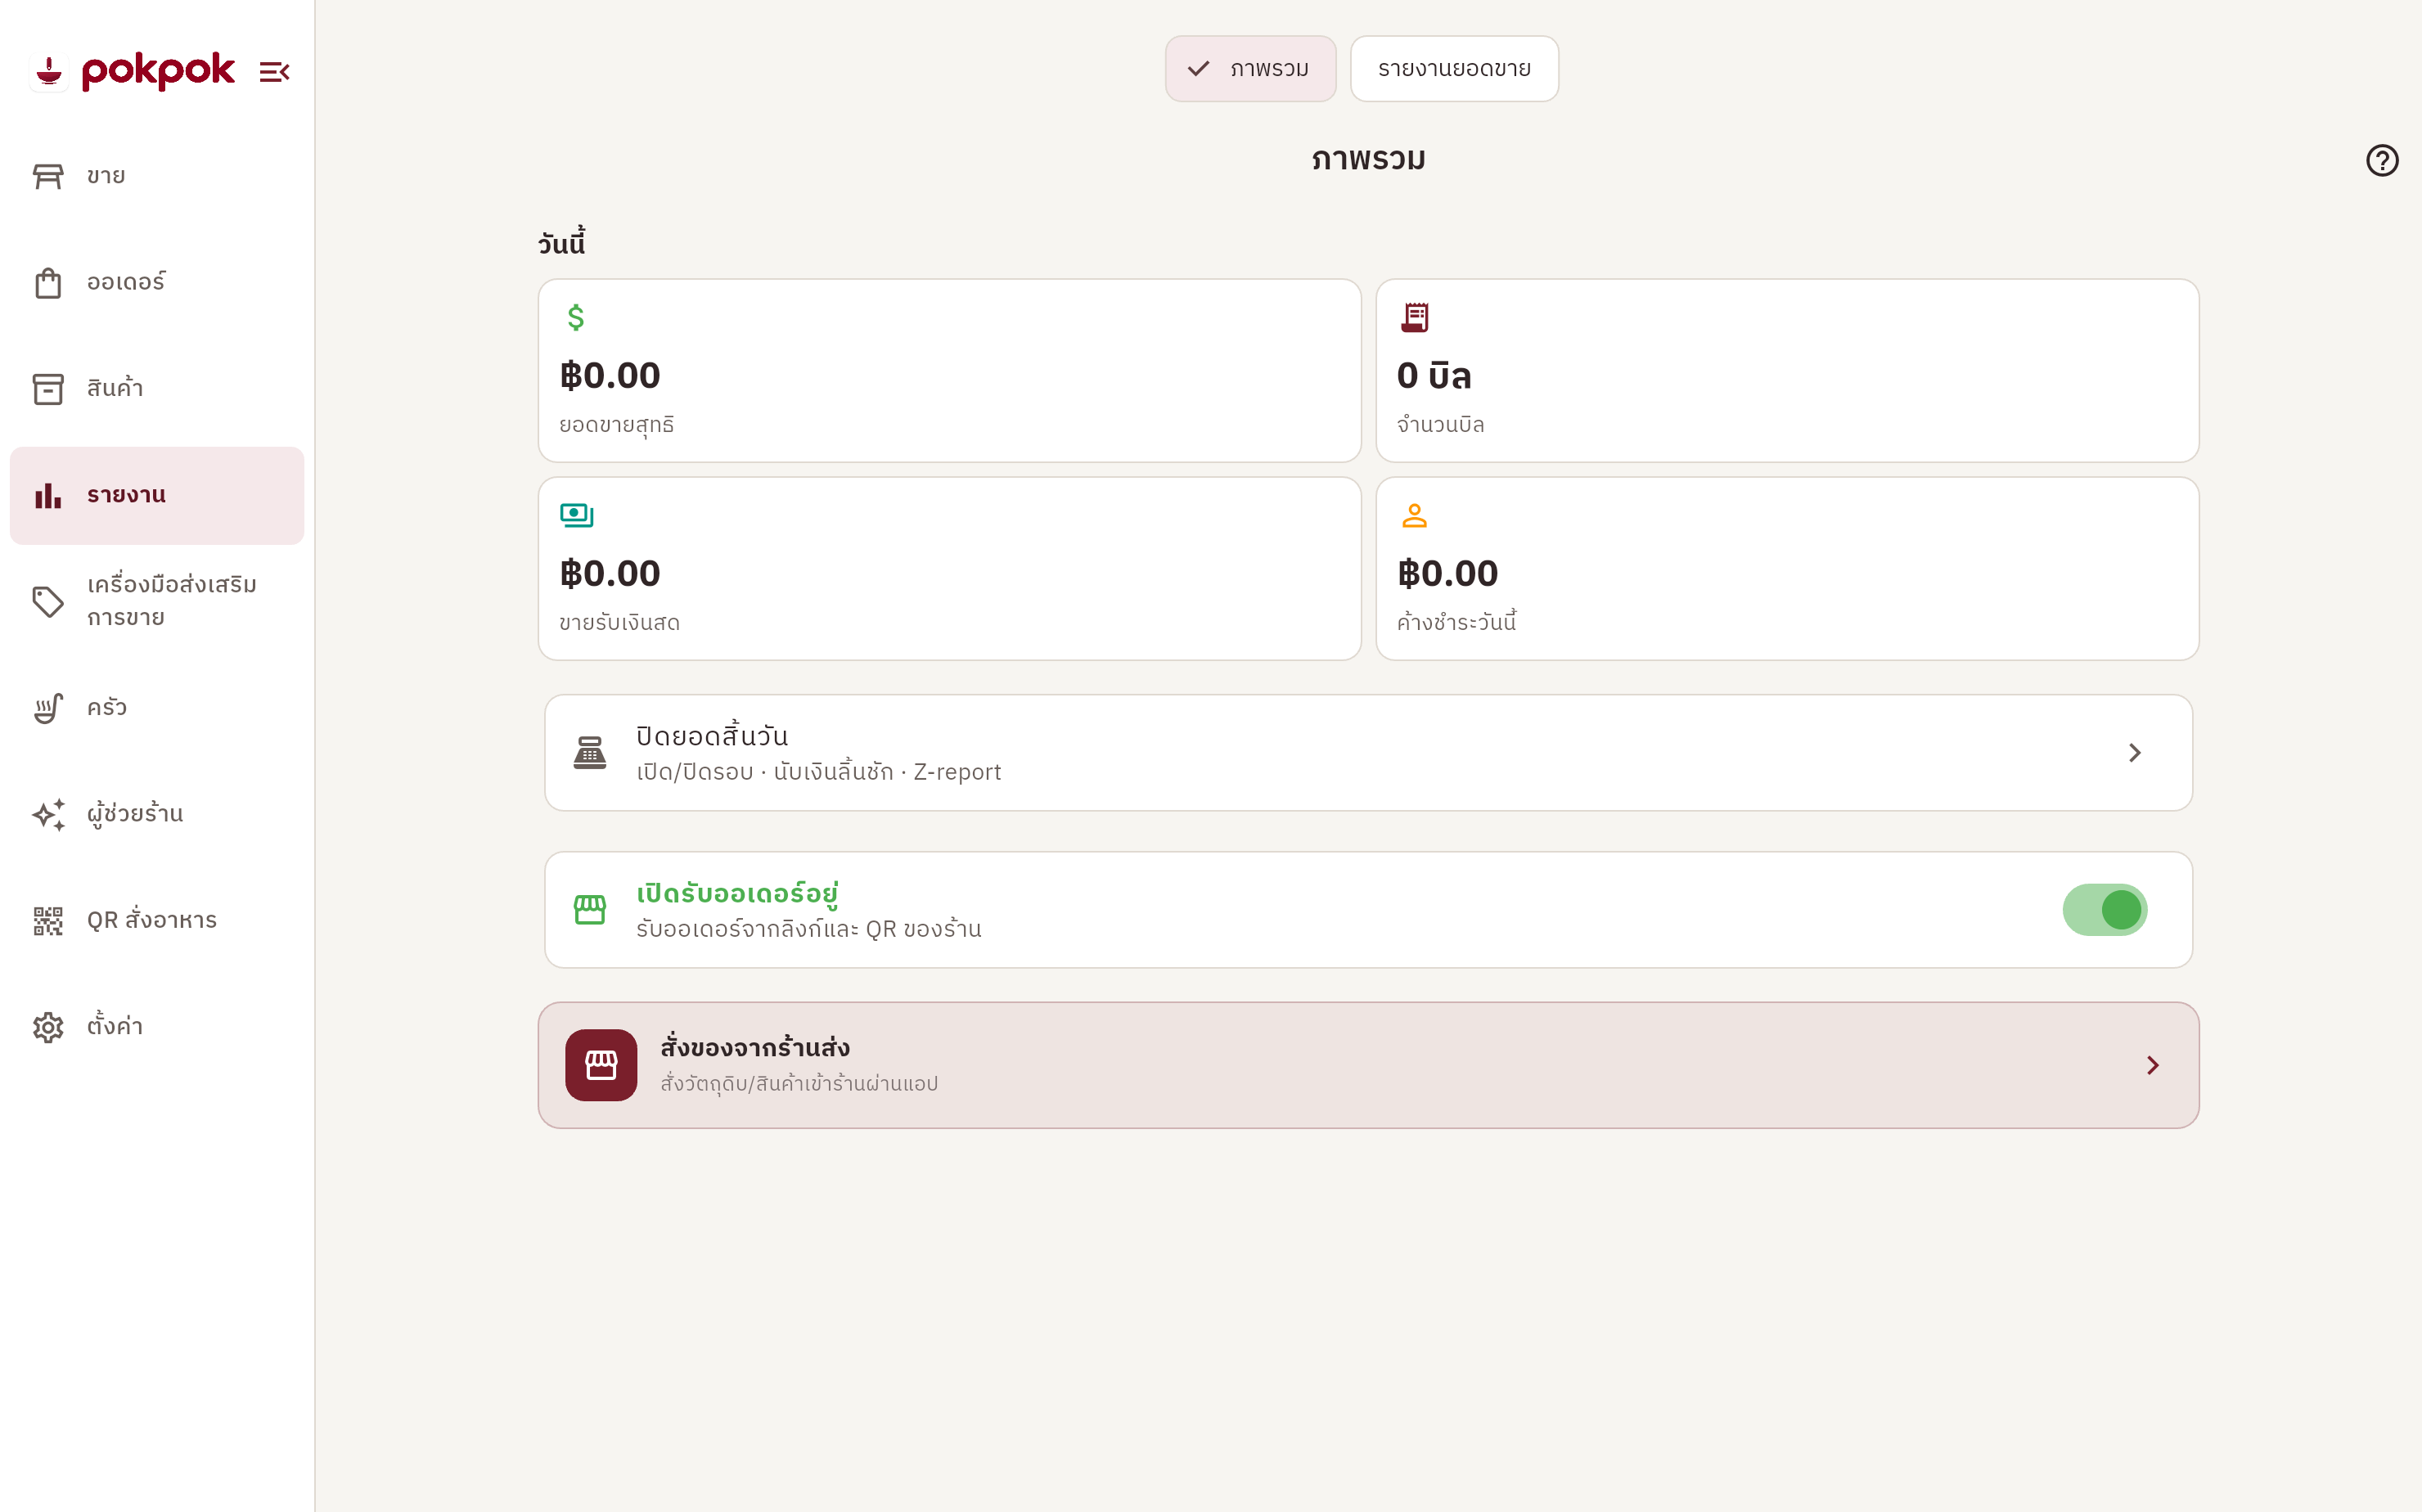 pokpok
ขาย
ออเดอร์
สินค้า
รายงาน
เครื่องมือส่งเสริม
การขาย
ครัว
ผู้ช่วยร้าน
QR สั่งอาหาร
ตั้งค่า
ภาพรวม
รายงานยอดขาย
ภาพรวม
วันนี้
฿0.00
ยอดขายสุทธิ
0 บิล
จำนวนบิล
฿0.00
ขายรับเงินสด
฿0.00
ค้างชำระวันนี้
ปิดยอดสิ้นวัน
เปิด/ปิดรอบ · นับเงินลิ้นชัก · Z-report
เปิดรับออเดอร์อยู่
รับออเดอร์จากลิงก์และ QR ของร้าน
สั่งของจากร้านส่ง
สั่งวัตถุดิบ/สินค้าเข้าร้านผ่านแอป